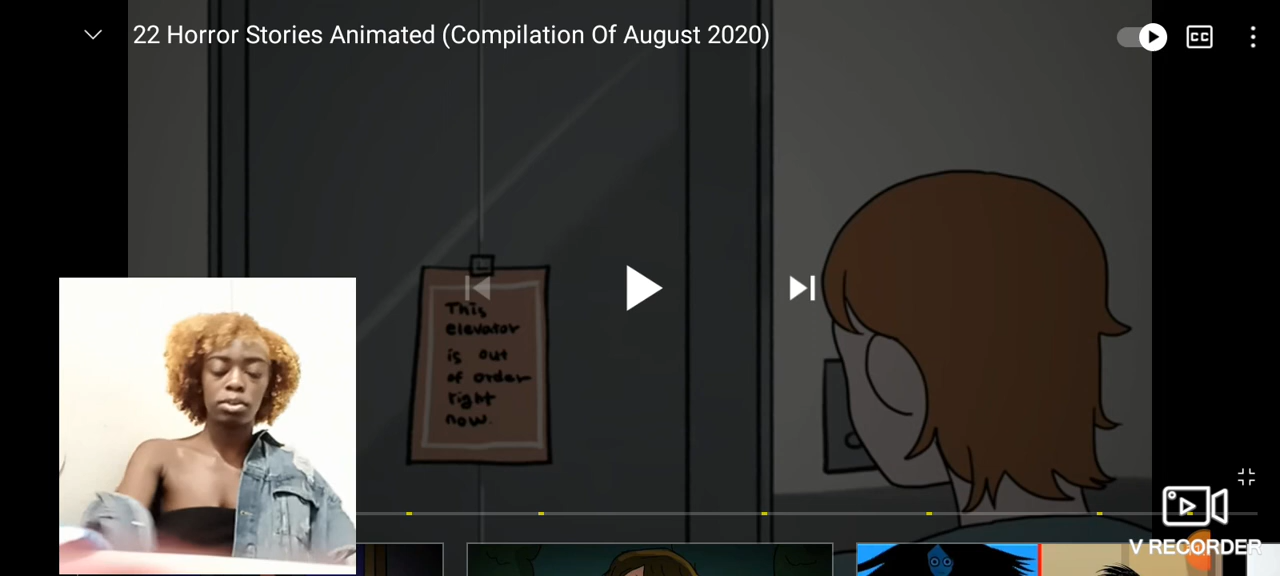 22 Horror Stories Animated (Compilation Of August 2020)
CC
This
elevator
is out
of order
right
now.
V RECORDER